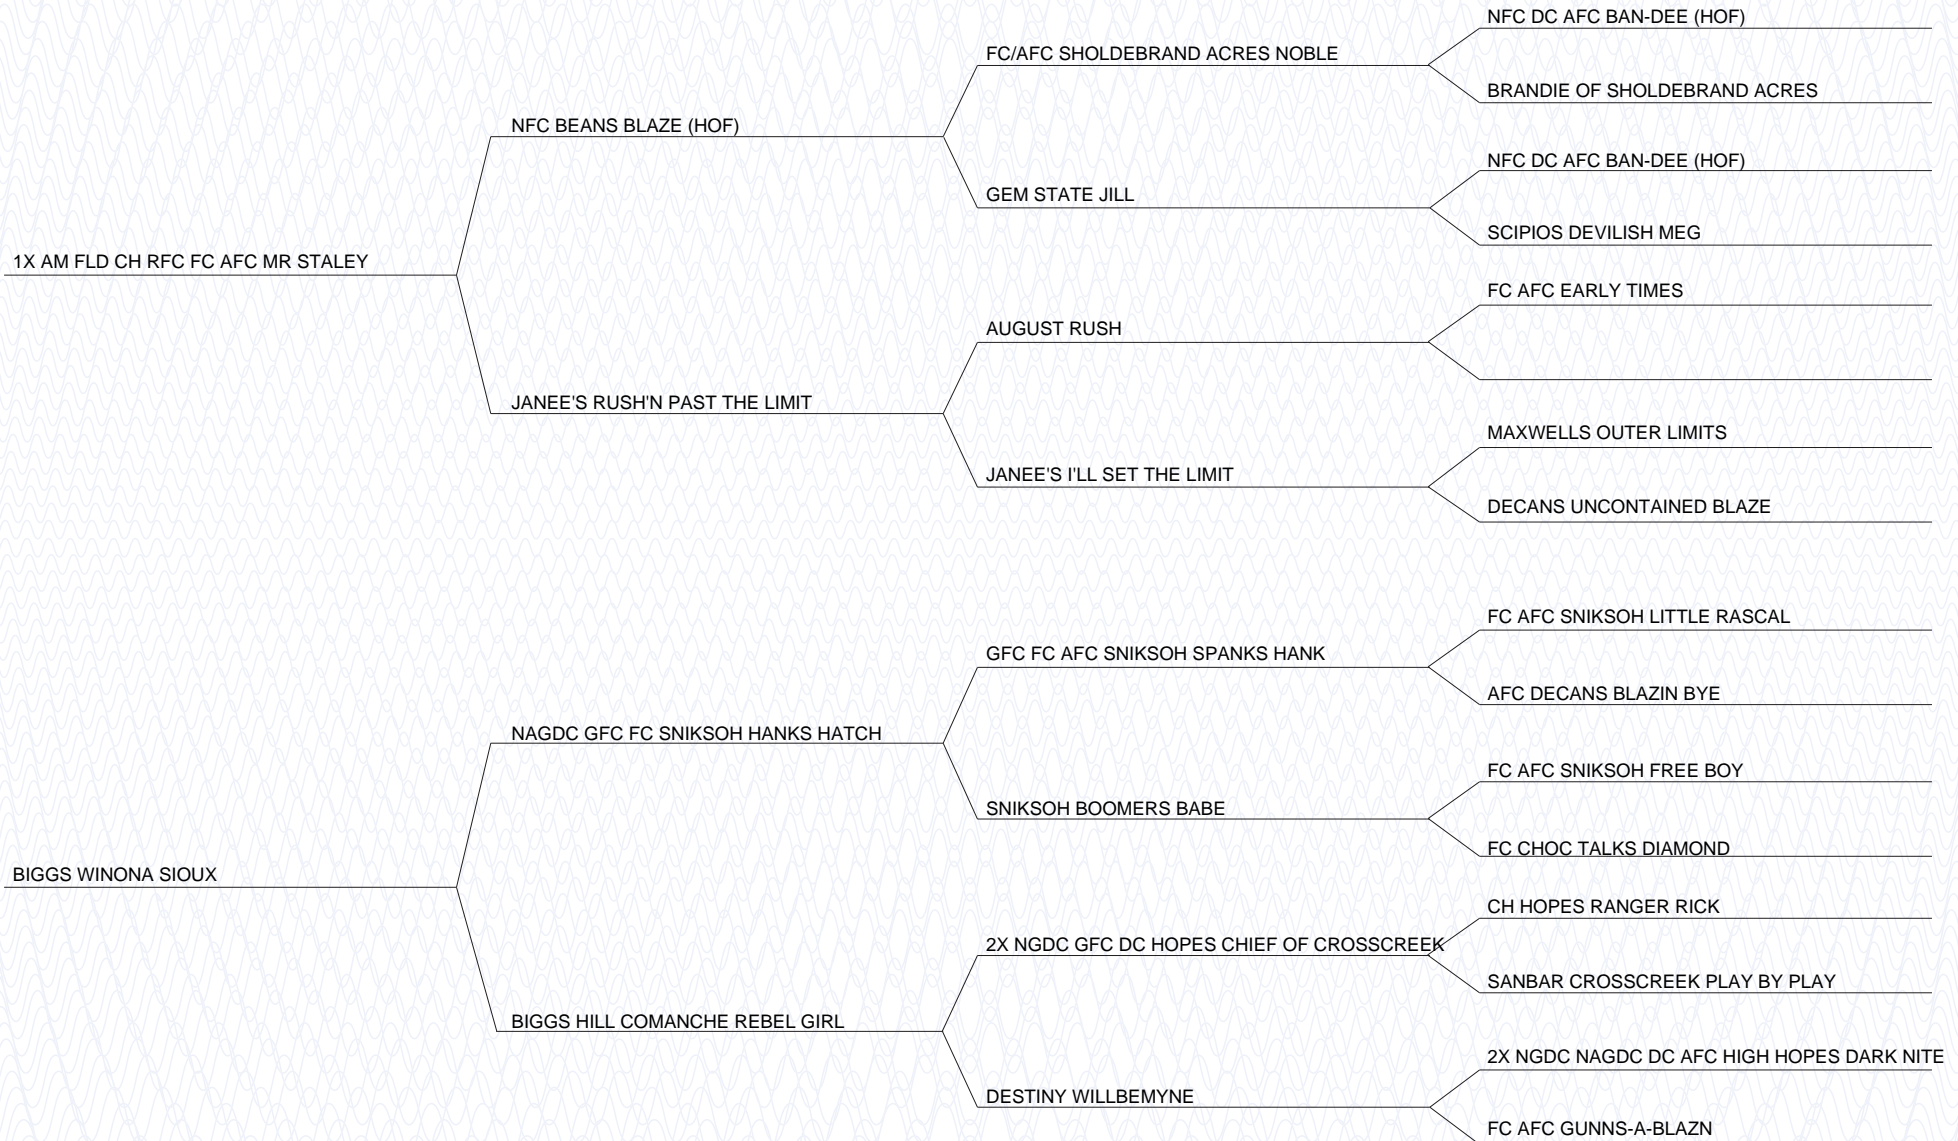 NFC DC AFC BAN-DEE (HOF)
FC/AFC SHOLDEBRAND ACRES NOBLE
BRANDIE OF SHOLDEBRAND ACRES
NFC BEANS BLAZE (HOF)
NFC DC AFC BAN-DEE (HOF)
GEM STATE JILL
SCIPIOS DEVILISH MEG
1X AM FLD CH RFC FC AFC MR STALEY
FC AFC EARLY TIMES
AUGUST RUSH
JANEE'S RUSH'N PAST THE LIMIT
MAXWELLS OUTER LIMITS
JANEE'S I'LL SET THE LIMIT
DECANS UNCONTAINED BLAZE
FC AFC SNIKSOH LITTLE RASCAL
GFC FC AFC SNIKSOH SPANKS HANK
AFC DECANS BLAZIN BYE
NAGDC GFC FC SNIKSOH HANKS HATCH
FC AFC SNIKSOH FREE BOY
SNIKSOH BOOMERS BABE
FC CHOC TALKS DIAMOND
BIGGS WINONA SIOUX
CH HOPES RANGER RICK
2X NGDC GFC DC HOPES CHIEF OF CROSSCREEK
SANBAR CROSSCREEK PLAY BY PLAY
BIGGS HILL COMANCHE REBEL GIRL
2X NGDC NAGDC DC AFC HIGH HOPES DARK NITE
DESTINY WILLBEMYNE
FC AFC GUNNS-A-BLAZN